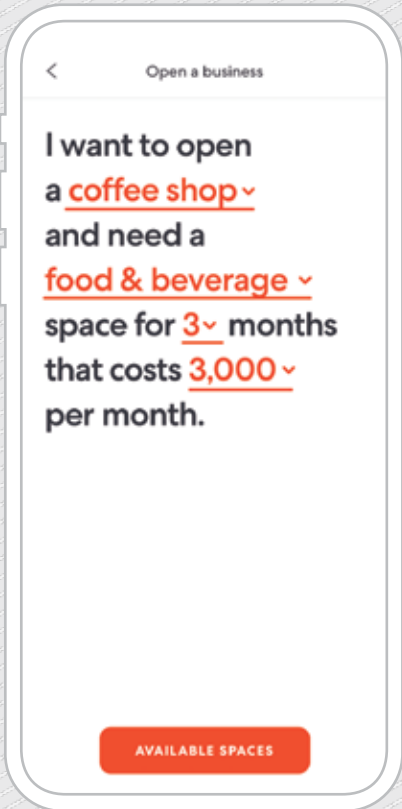 Open a business
I want to open
a coffee shop
and need a
food & beverage
space for 3 months
that costs 3,000
per month.
AVAILABLE SPACES